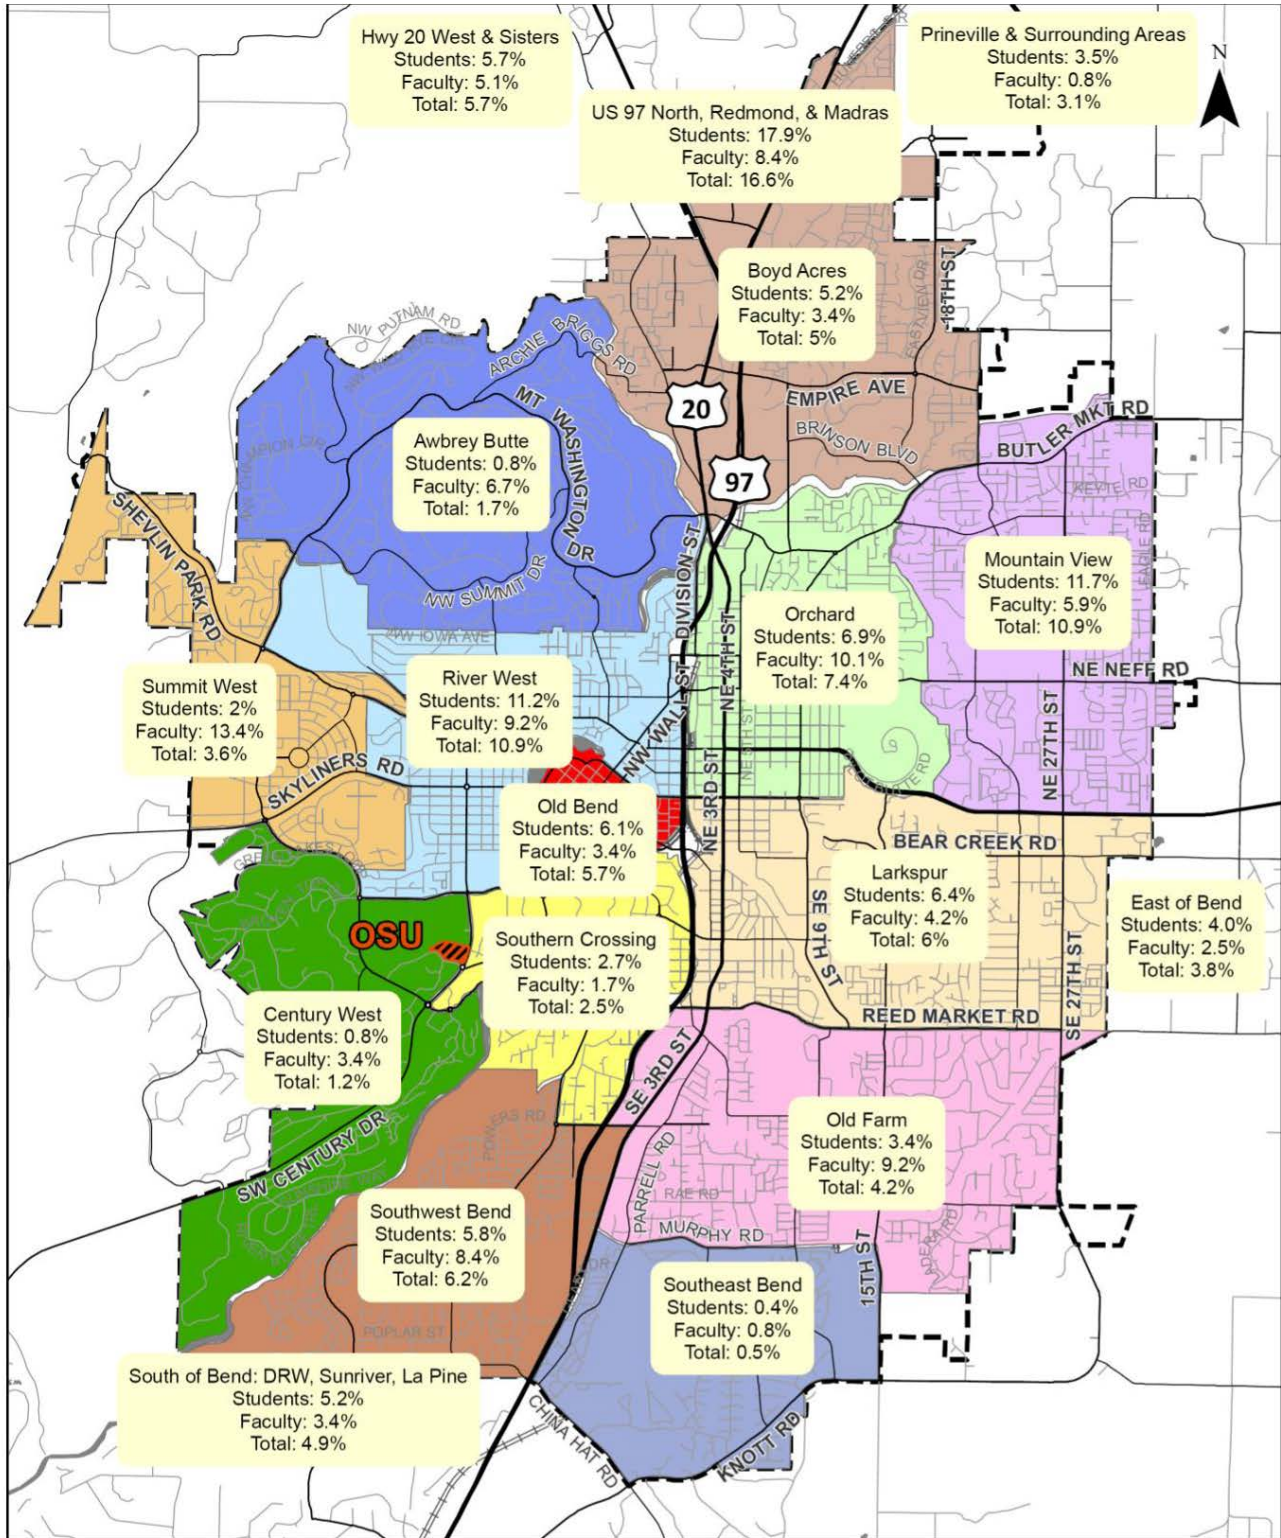 Hwy 20 West & Sisters
Students: 5.7%
Faculty: 5.1%
Total: 5.7%
Prineville & Surrounding Areas
Students: 3.5%
Faculty: 0.8%
Total: 3.1%
N
US 97 North, Redmond, & Madras
Students: 17.9%
Faculty: 8.4%
Total: 16.6%
Boyd Acres
Students: 5.2%
Faculty: 3.4%
Total: 5%
18TH ST
NW PUTNAM RD
ARCHIE BRIGGS RD
20
EMPIRE AVE
BRINSON BLVD
BUTLER MKT RD
MT WASHINGTON DR
Awbrey Butte
Students: 0.8%
Faculty: 6.7%
Total: 1.7%
97
SHEVLIN PARK RD
NW SUMMIT DR
NW IOWA AVE
DIVISION ST
NE 4TH ST
Orchard
Students: 6.9%
Faculty: 10.1%
Total: 7.4%
Mountain View
Students: 11.7%
Faculty: 5.9%
Total: 10.9%
NE NEFF RD
NE 27TH ST
Summit West
Students: 2%
Faculty: 13.4%
Total: 3.6%
River West
Students: 11.2%
Faculty: 9.2%
Total: 10.9%
NW WALL ST
SKYLINERS RD
NE 3RD ST
Old Bend
Students: 6.1%
Faculty: 3.4%
Total: 5.7%
BEAR CREEK RD
Larkspur
Students: 6.4%
Faculty: 4.2%
Total: 6%
SE 9TH ST
East of Bend
Students: 4.0%
Faculty: 2.5%
Total: 3.8%
OSU
Southern Crossing
Students: 2.7%
Faculty: 1.7%
Total: 2.5%
SE 27TH ST
REED MARKET RD
Century West
Students: 0.8%
Faculty: 3.4%
Total: 1.2%
SE 3RD ST
POWERS RD
SW CENTURY DR
Old Farm
Students: 3.4%
Faculty: 9.2%
Total: 4.2%
PARRELL RD
RAE RD
MURPHY RD
Southwest Bend
Students: 5.8%
Faculty: 8.4%
Total: 6.2%
15TH ST
Southeast Bend
Students: 0.4%
Faculty: 0.8%
Total: 0.5%
POPLAR ST
South of Bend: DRW, Sunriver, La Pine
Students: 5.2%
Faculty: 3.4%
Total: 4.9%
CHINA HAT RD
KNOTT RD